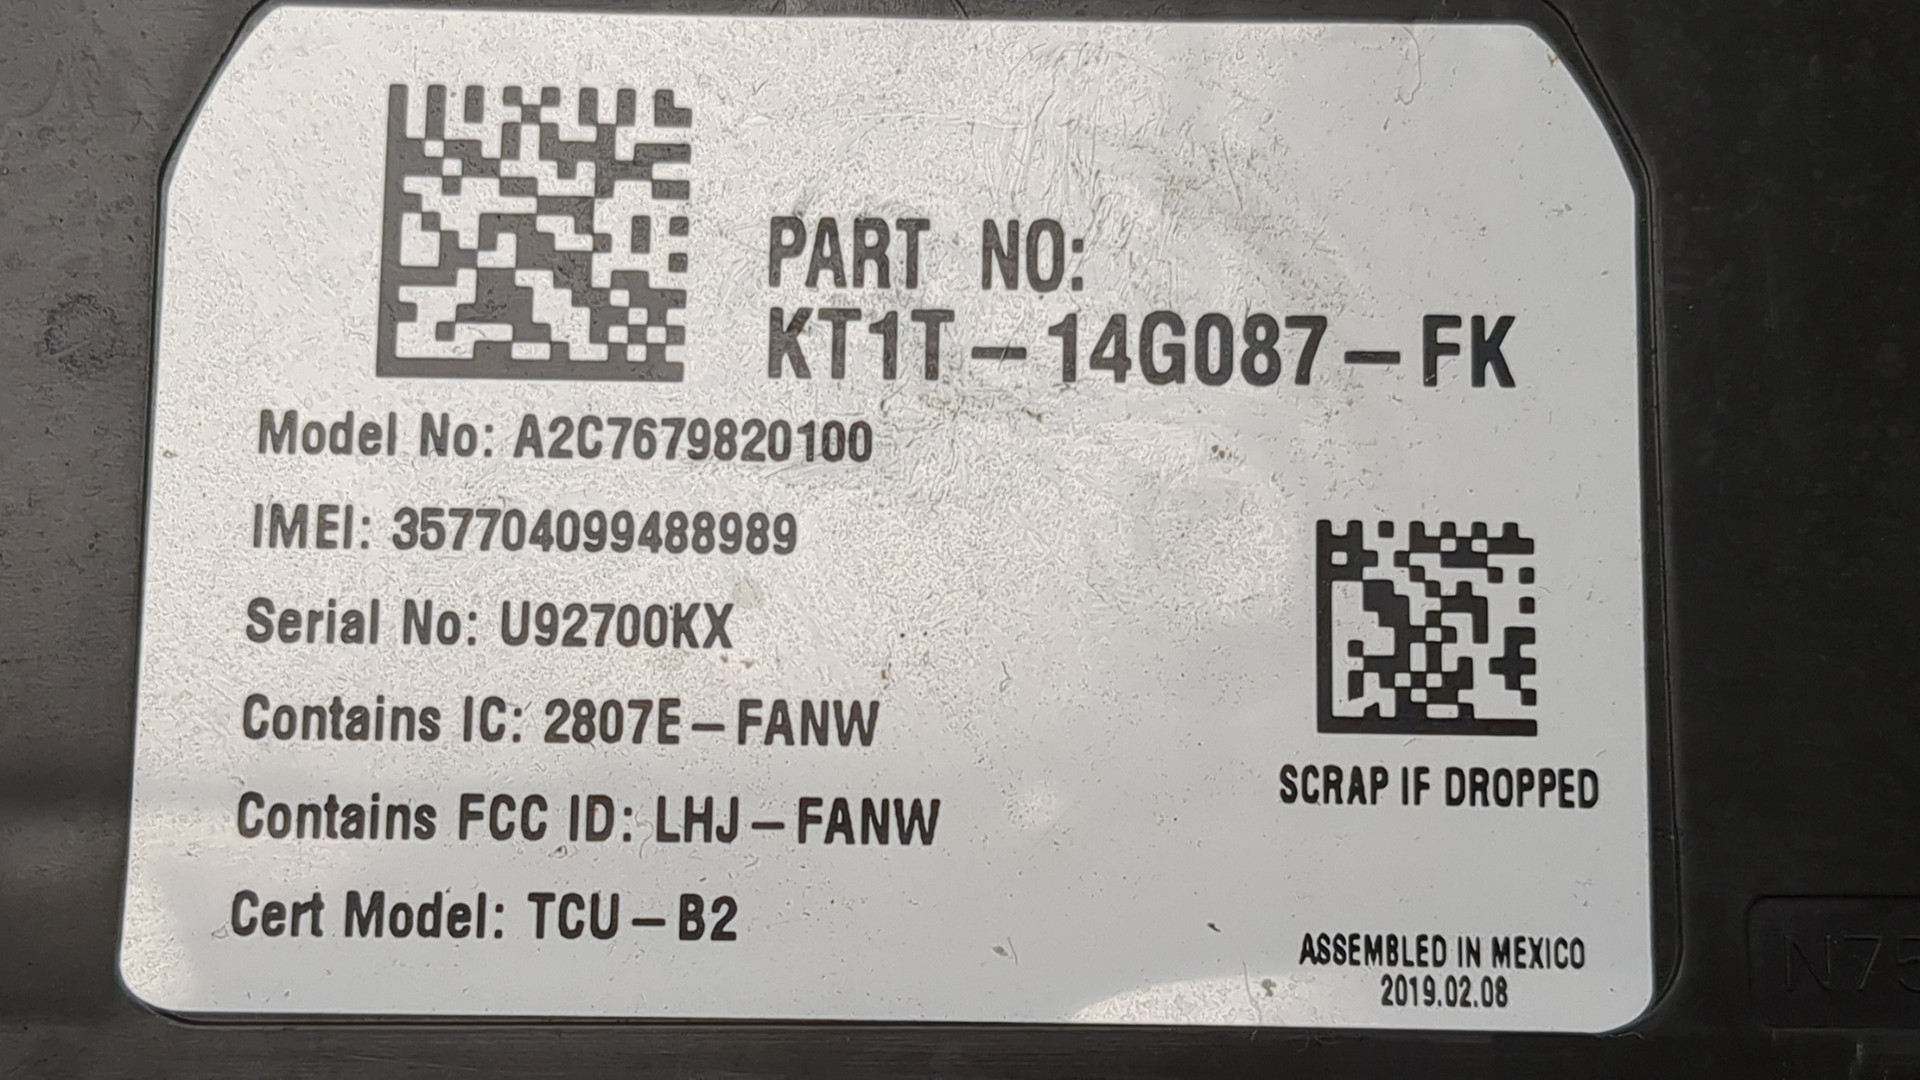 PART NO:
KT1T-14G087-FK
Model No: A2C7679820100
IMEI: 357704099488989
Serial No: U92700KX
Contains IC: 2807E-FANW
Contains FCC ID: LHJ-FANW
Cert Model: TCU-B2
SCRAP IF DROPPED
ASSEMBLED IN MEXICO
2019.02.08